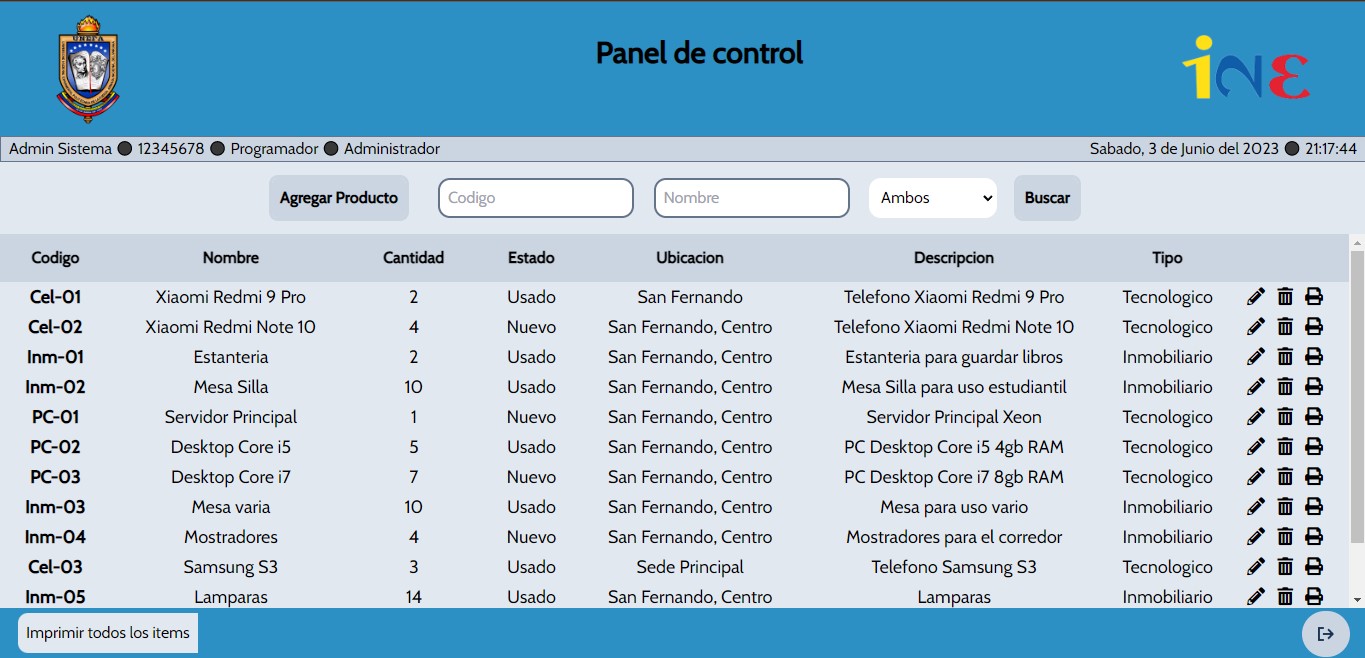 UNEFA
Panel de control
ine
Admin Sistema ● 12345678 ● Programador ● Administrador
Sabado, 3 de Junio del 2023 ● 21:17:44
Agregar Producto Codigo Nombre Ambos Buscar
Codigo Nombre Cantidad Estado Ubicacion Descripcion Tipo
Cel-01 Xiaomi Redmi 9 Pro 2 Usado San Fernando Telefono Xiaomi Redmi 9 Pro Tecnologico
Cel-02 Xiaomi Redmi Note 10 4 Nuevo San Fernando, Centro Telefono Xiaomi Redmi Note 10 Tecnologico
Inm-01 Estanteria 2 Usado San Fernando, Centro Estanteria para guardar libros Inmobiliario
Inm-02 Mesa Silla 10 Usado San Fernando, Centro Mesa Silla para uso estudiantil Inmobiliario
PC-01 Servidor Principal 1 Nuevo San Fernando, Centro Servidor Principal Xeon Tecnologico
PC-02 Desktop Core i5 5 Usado San Fernando, Centro PC Desktop Core i5 4gb RAM Tecnologico
PC-03 Desktop Core i7 7 Nuevo San Fernando, Centro PC Desktop Core i7 8gb RAM Tecnologico
Inm-03 Mesa varia 10 Usado San Fernando, Centro Mesa para uso vario Inmobiliario
Inm-04 Mostradores 4 Nuevo San Fernando, Centro Mostradores para el corredor Inmobiliario
Cel-03 Samsung S3 3 Usado Sede Principal Telefono Samsung S3 Tecnologico
Inm-05 Lamparas 14 Usado San Fernando, Centro Lamparas Inmobiliario
Imprimir todos los items